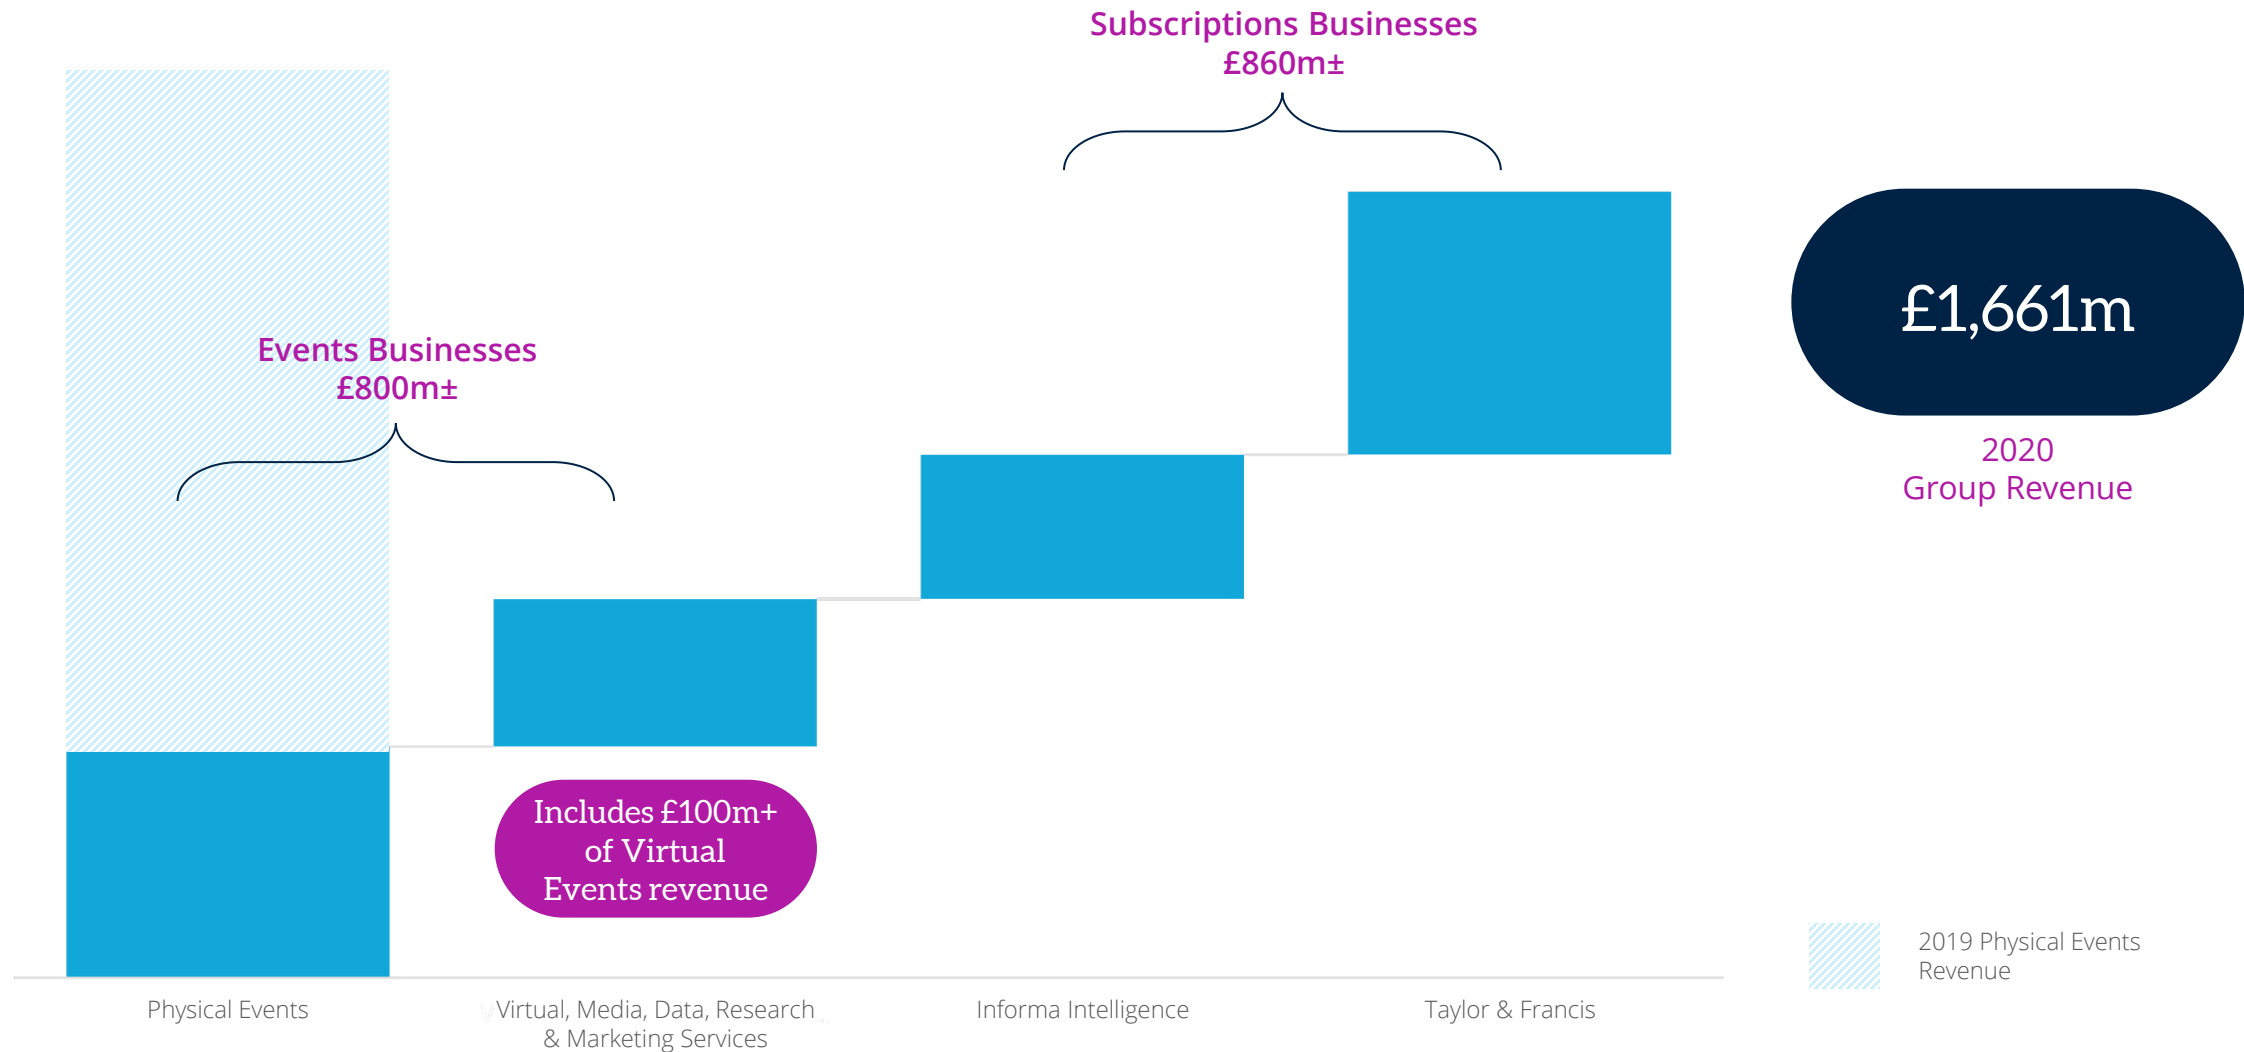 Subscriptions Businesses
£860m±
Events Businesses
£800m±
£1,661m
2020
Group Revenue
Includes £100m+
of Virtual
Events revenue
2019 Physical Events
Revenue
Physical Events
Virtual, Media, Data, Research
& Marketing Services
Informa Intelligence
Taylor & Francis